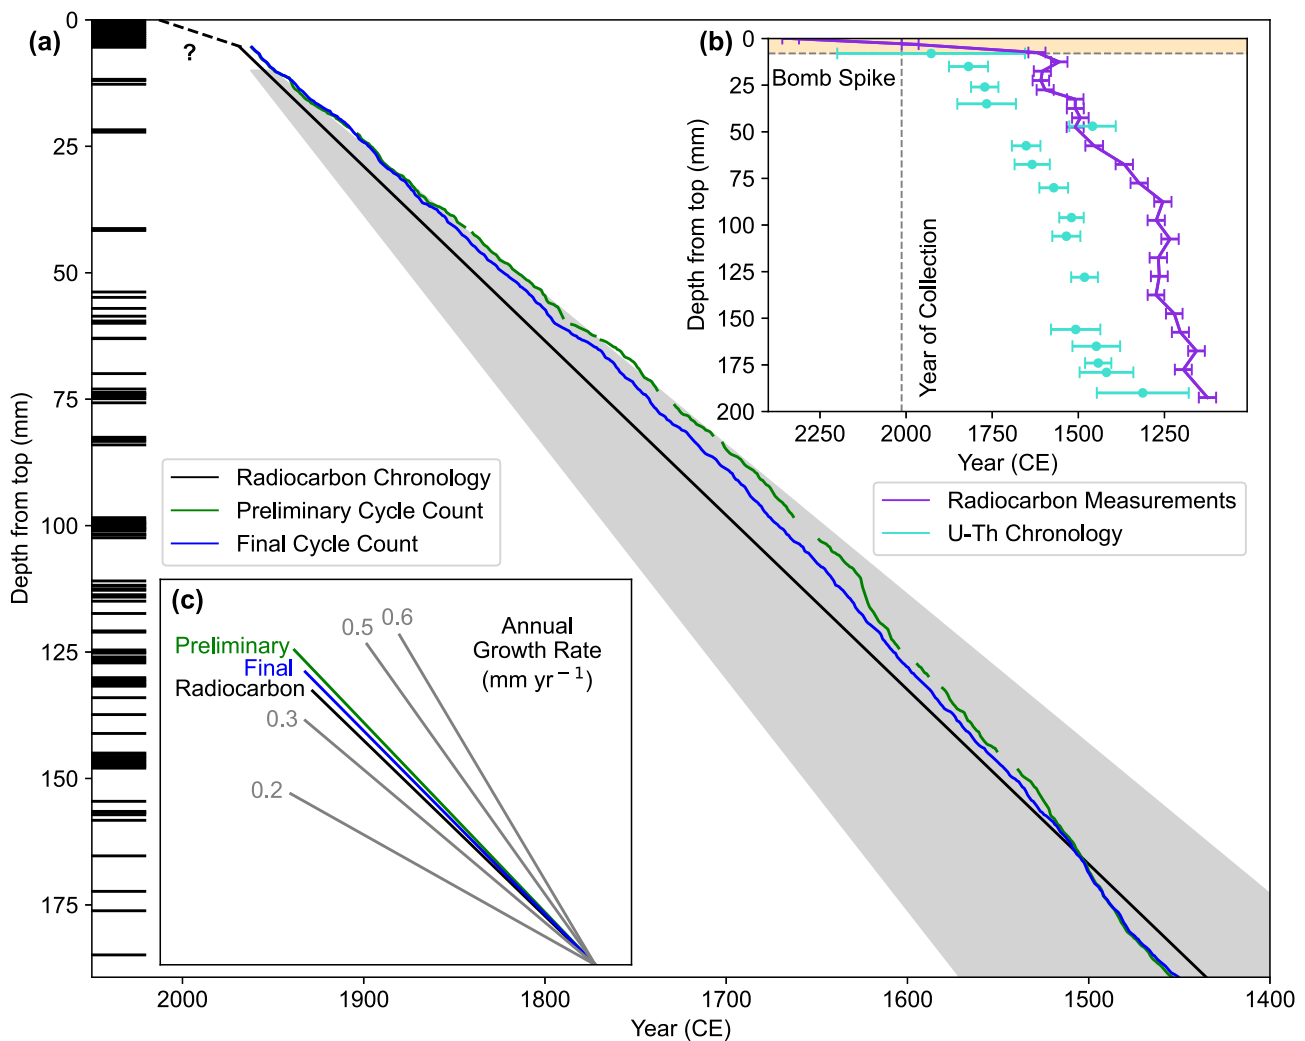 (a)
?
0
25
50
75
100
125
150
175
Depth from top (mm)
2000
1900
1800
1700
1600
1500
1400
Year (CE)
Radiocarbon Chronology
Preliminary Cycle Count
Final Cycle Count
(b)
Bomb Spike
Year of Collection
0
25
50
75
100
125
150
175
200
Depth from top (mm)
2250
2000
1750
1500
1250
Year (CE)
Radiocarbon Measurements
U-Th Chronology
(c)
Preliminary
Final
Radiocarbon
0.2
0.3
0.5
0.6
Annual
Growth Rate
(mm yr⁻¹)